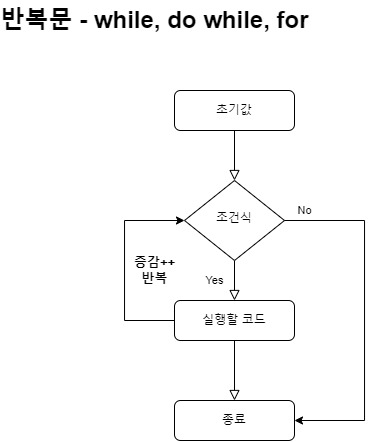 반복문 - while, do while, for
초기값
조건식
No
증감++
반복
Yes
실행할 코드
종료